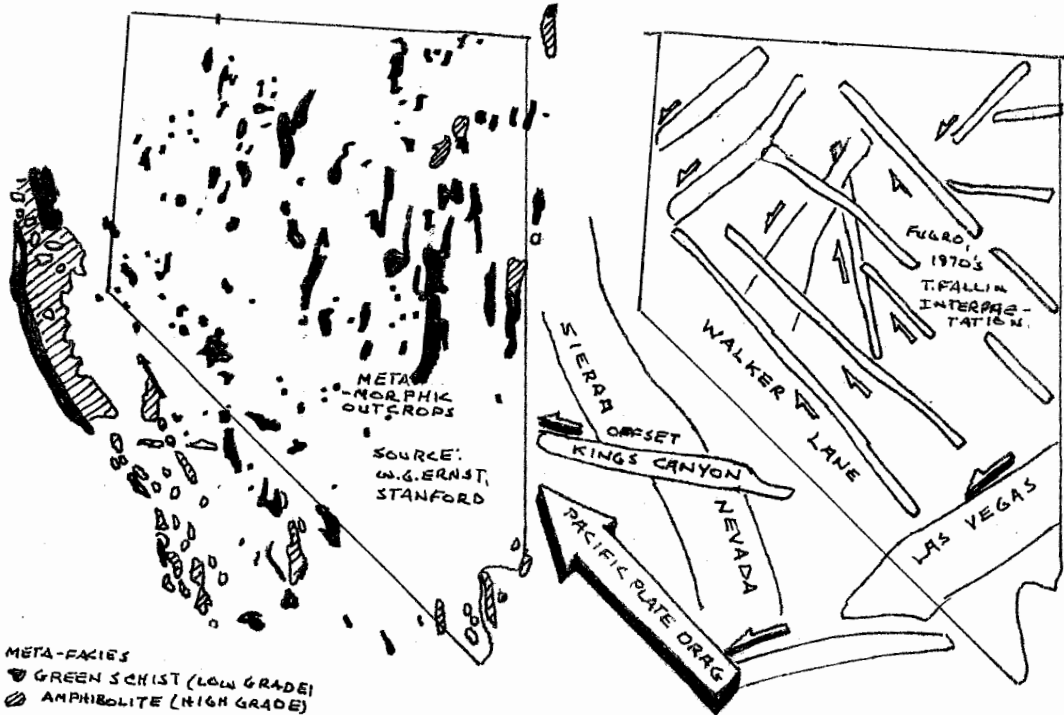 META-
-MORPHIC
OUTCROPS
SOURCE:
W.G. ERNST,
STANFORD
META-FACIES
GREEN SCHIST (LOW GRADE)
AMPHIBOLITE (HIGH GRADE)
FUGRO,
1970'S
T. FALLIN
INTERPRE-
TATION.
WALKER LANE
SIERRA NEVADA
OFFSET
KINGS CANYON
LAS VEGAS
PACIFIC PLATE DRAG